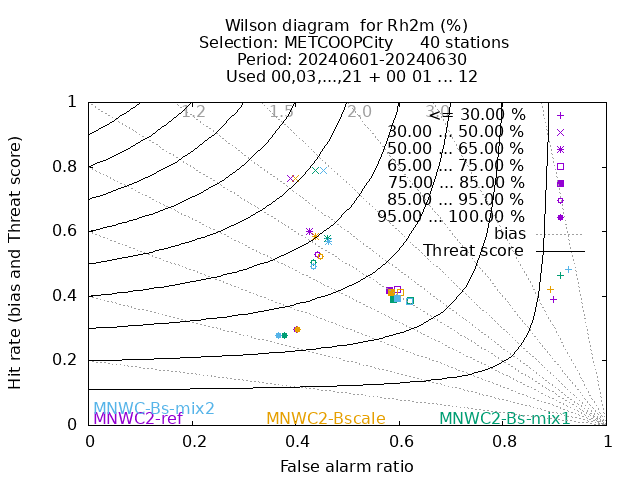 Wilson diagram  for Rh2m (%)
Selection: METCOOPCity     40 stations
Period: 20240601-20240630
Used 00,03,...,21 + 00 01 ... 12
1.2 1.5 2.0 3.0
<= 30.00 %
30.00 ... 50.00 %
50.00 ... 65.00 %
65.00 ... 75.00 %
75.00 ... 85.00 %
85.00 ... 95.00 %
95.00 ... 100.00 %
bias
Threat score
Hit rate (bias and Threat score)
1
0.8
0.6
0.4
0.2
0
MNWC-Bs-mix2
MNWC2-ref MNWC2-Bscale MNWC2-Bs-mix1
0 0.2 0.4 0.6 0.8 1
False alarm ratio